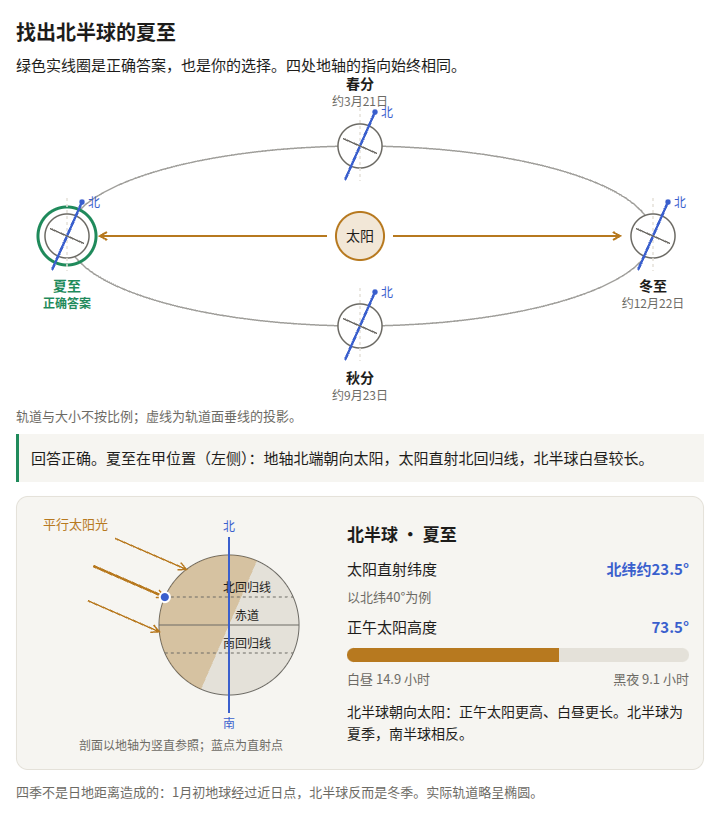 找出北半球的夏至
绿色实线圈是正确答案，也是你的选择。四处地轴的指向始终相同。
春分
约3月21日
北
北
北
太阳
夏至
正确答案
冬至
约12月22日
北
秋分
约9月23日
轨道与大小不按比例；虚线为轨道面垂线的投影。
回答正确。夏至在甲位置（左侧）：地轴北端朝向太阳，太阳直射北回归线，北半球白昼较长。
平行太阳光
北
北回归线
赤道
南回归线
南
剖面以地轴为竖直参照；蓝点为直射点
北半球 · 夏至
太阳直射纬度
北纬约23.5°
以北纬40°为例
正午太阳高度
73.5°
白昼 14.9 小时
黑夜 9.1 小时
北半球朝向太阳：正午太阳更高、白昼更长。北半球为
夏季，南半球相反。
四季不是日地距离造成的：1月初地球经过近日点，北半球反而是冬季。实际轨道略呈椭圆。